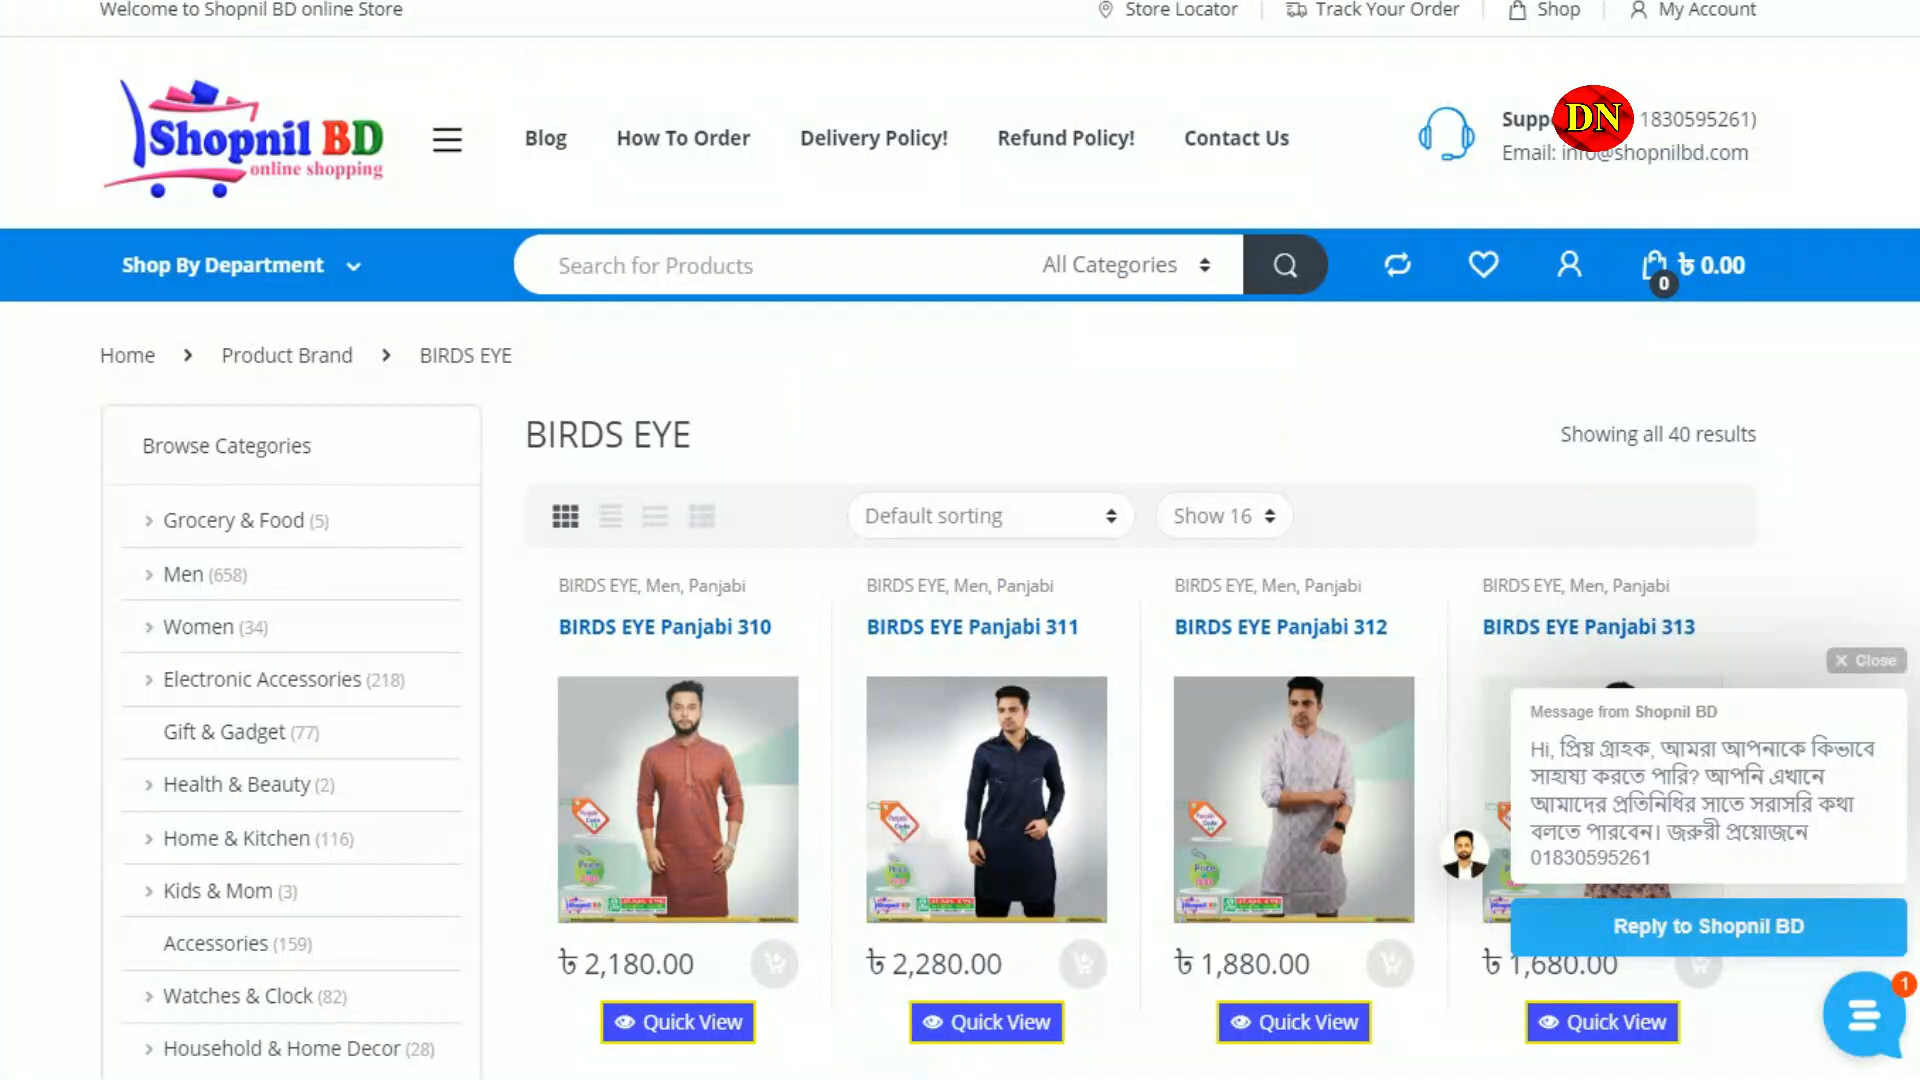 Welcome to Shopnil BD online Store
Store Locator
Track Your Order
Shop
My Account
Shopnil BD
online shopping
Blog
How To Order
Delivery Policy!
Refund Policy!
Contact Us
1830595261)
DN
Email: info@shopnilbd.com
Shop By Department
Search for Products
All Categories
৳ 0.00
0
Home
Product Brand
BIRDS EYE
Browse Categories
Grocery & Food (5)
Men (658)
Women (34)
Electronic Accessories (218)
Gift & Gadget (77)
Health & Beauty (2)
Home & Kitchen (116)
Kids & Mom (3)
Accessories (159)
Watches & Clock (82)
Household & Home Decor (28)
BIRDS EYE
Showing all 40 results
Default sorting
Show 16
BIRDS EYE, Men, Panjabi
BIRDS EYE Panjabi 310
৳ 2,180.00
Quick View
BIRDS EYE, Men, Panjabi
BIRDS EYE Panjabi 311
৳ 2,280.00
Quick View
BIRDS EYE, Men, Panjabi
BIRDS EYE Panjabi 312
৳ 1,880.00
Quick View
BIRDS EYE, Men, Panjabi
BIRDS EYE Panjabi 313
৳ 1,680.00
Quick View
Close
Message from Shopnil BD
Hi, প্রিয় গ্রাহক, আমরা আপনাকে কিভাবে
সাহায্য করতে পারি? আপনি এখানে
আমাদের প্রতিনিধির সাতে সরাসরি কথা
বলতে পারবেন। জরুরী প্রয়োজনে
01830595261
Reply to Shopnil BD
1